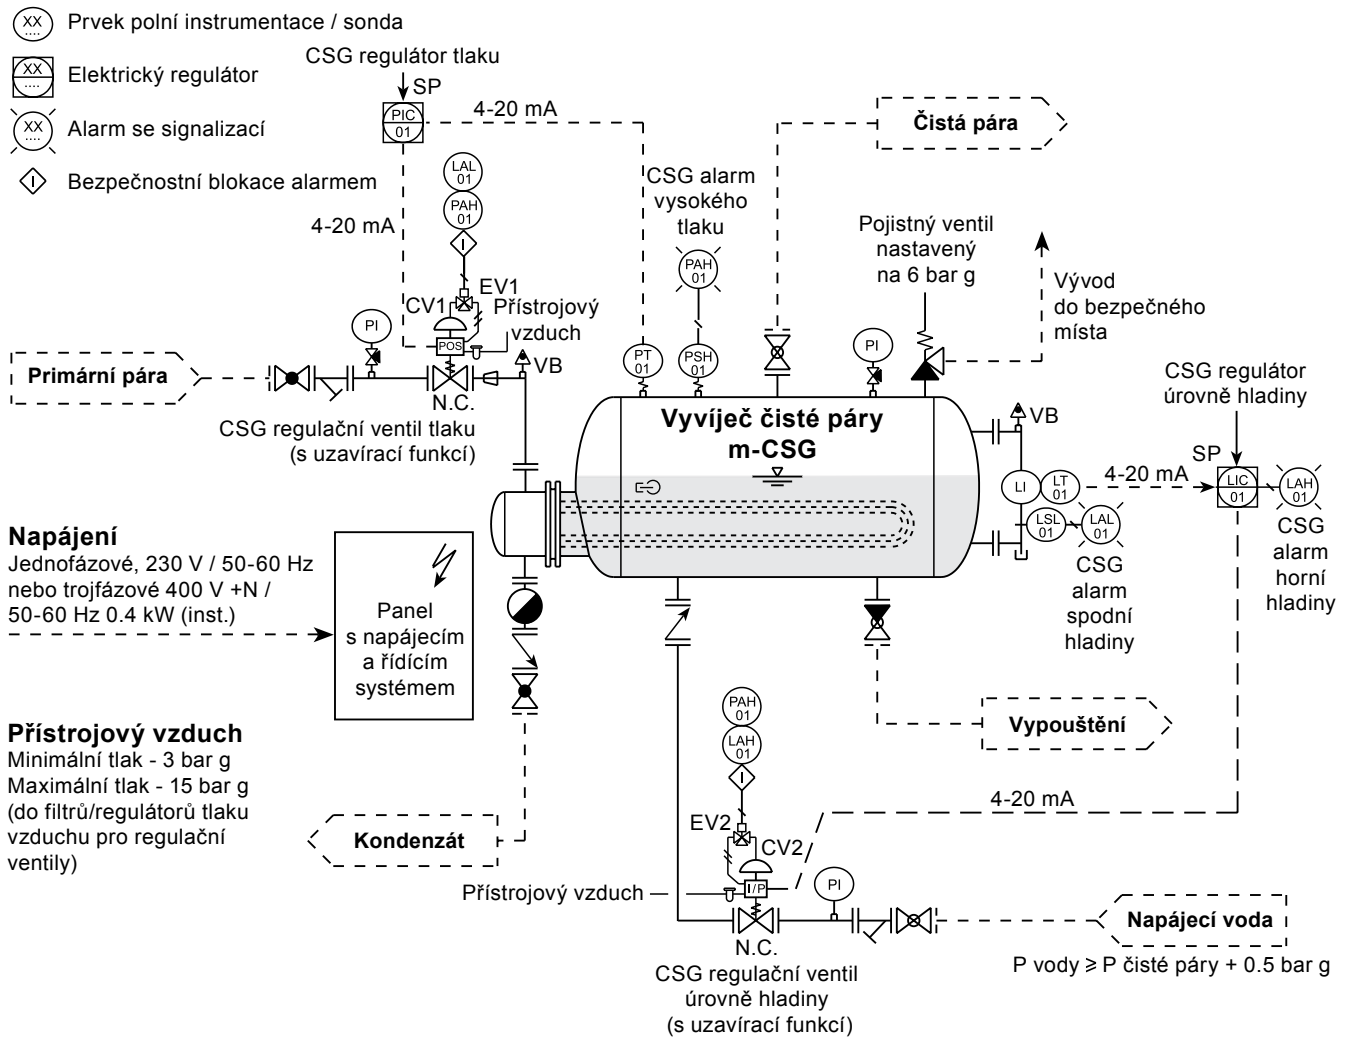 XX
....
Prvek polní instrumentace / sonda
XX
....
Elektrický regulátor
XX
....
Alarm se signalizací
I
Bezpečnostní blokace alarmem
CSG regulátor tlaku
SP
PIC
01
4-20 mA
4-20 mA
LAL
01
PAH
01
I
EV1
CV1
Přístrojový
vzduch
PI
POS
VB
N.C.
CSG regulační ventil tlaku
(s uzavírací funkcí)
Primární pára
CSG alarm
vysokého
tlaku
PAH
01
PT
01
PSH
01
Čistá pára
Pojistný ventil
nastavený
na 6 bar g
PI
Vývod
do bezpečného
místa
Vyvíječ čisté páry
m-CSG
VB
CSG regulátor
úrovně hladiny
SP
4-20 mA
LI
LT
01
LIC
01
LAH
01
LSL
01
LAL
01
CSG
alarm
spodní
hladiny
CSG
alarm
horní
hladiny
Napájení
Jednofázové, 230 V / 50-60 Hz
nebo trojfázové 400 V +N /
50-60 Hz 0.4 kW (inst.)
Panel
s napájecím
a řídícím
systémem
Přístrojový vzduch
Minimální tlak - 3 bar g
Maximální tlak - 15 bar g
(do filtrů/regulátorů tlaku
vzduchu pro regulační
ventily)
Kondenzát
Vypouštění
PAH
01
LAH
01
I
EV2
CV2
4-20 mA
Přístrojový vzduch
I/P
PI
N.C.
CSG regulační ventil
úrovně hladiny
(s uzavírací funkcí)
Napájecí voda
P vody ⩾ P čisté páry + 0.5 bar g